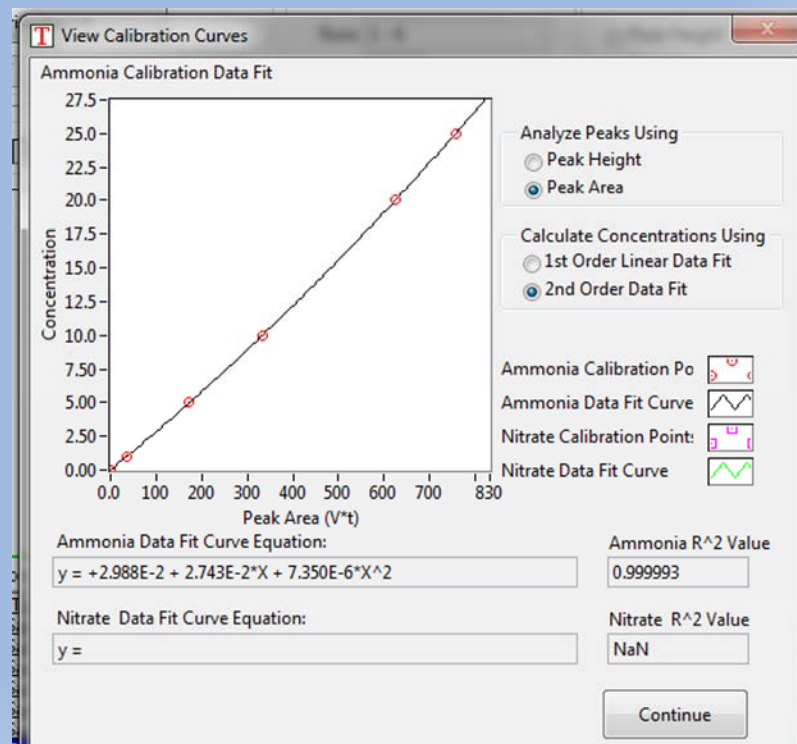 T View Calibration Curves
Ammonia Calibration Data Fit
27.5
25.0
22.5
20.0
17.5
15.0
12.5
10.0
7.50
5.00
2.50
0.00
Concentration
0.0 100 200 300 400 500 600 700 830
Peak Area (V*t)
Analyze Peaks Using
Peak Height
Peak Area
Calculate Concentrations Using
1st Order Linear Data Fit
2nd Order Data Fit
Ammonia Calibration Po
Ammonia Data Fit Curve
Nitrate Calibration Point
Nitrate Data Fit Curve
Ammonia Data Fit Curve Equation:
y = +2.988E-2 + 2.743E-2*X + 7.350E-6*X^2
Ammonia R^2 Value
0.999993
Nitrate Data Fit Curve Equation:
y =
Nitrate R^2 Value
NaN
Continue